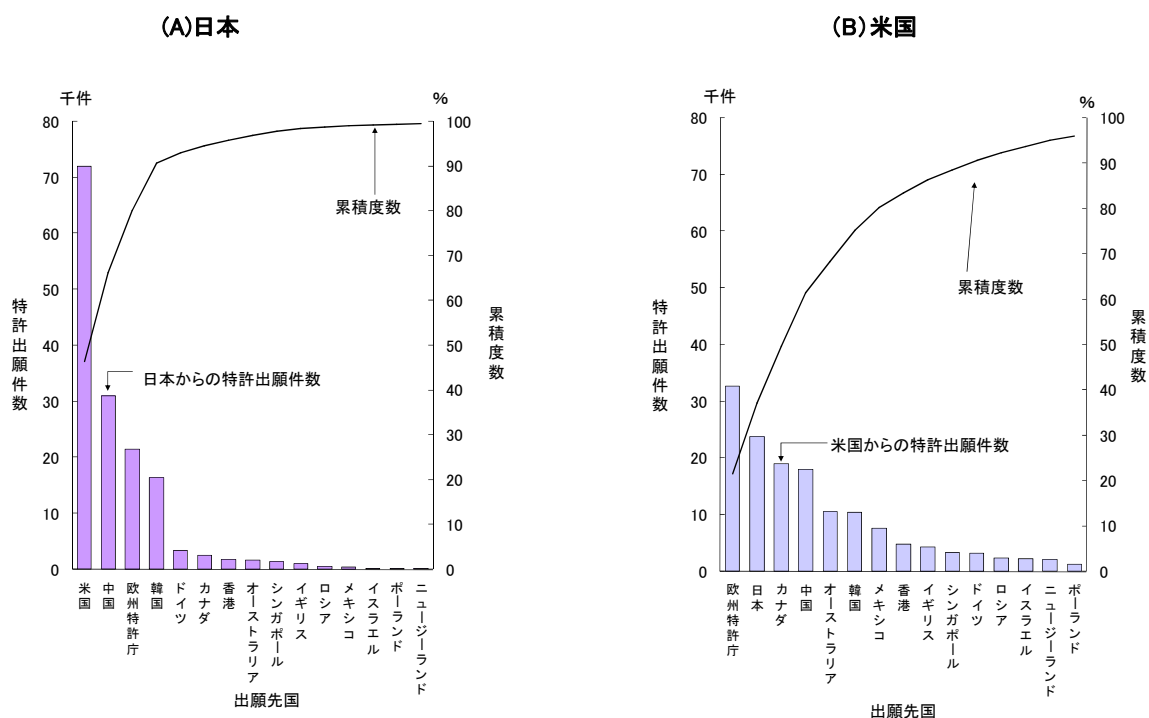 (A)日本
千件
%
80
70
60
50
40
30
20
10
0
100
90
80
70
60
50
40
30
20
10
0
特許出願件数
累積度数
累積度数
日本からの特許出願件数
米国
中国
欧州特許庁
韓国
ドイツ
カナダ
香港
オーストラリア
シンガポール
イギリス
ロシア
メキシコ
イスラエル
ポーランド
ニュージーランド
出願先国
(B)米国
千件
%
80
70
60
50
40
30
20
10
0
100
90
80
70
60
50
40
30
20
10
0
特許出願件数
累積度数
累積度数
米国からの特許出願件数
欧州特許庁
日本
カナダ
中国
オーストラリア
韓国
メキシコ
香港
イギリス
シンガポール
ドイツ
ロシア
イスラエル
ニュージーランド
ポーランド
出願先国